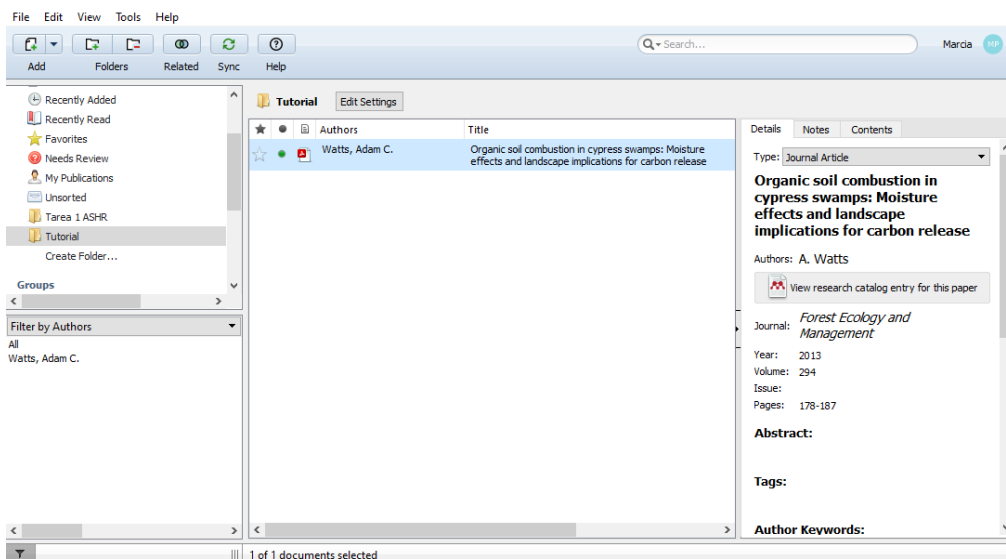 File Edit View Tools Help
Search...
Marcia MP
Add Folders Related Sync Help
Recently Added
Recently Read
Favorites
Needs Review
My Publications
Unsorted
Tarea 1 ASHR
Tutorial
Create Folder...
Groups
Filter by Authors
All
Watts, Adam C.
Tutorial Edit Settings
Authors Title
Watts, Adam C. Organic soil combustion in cypress swamps: Moisture
effects and landscape implications for carbon release
Details Notes Contents
Type: Journal Article
Organic soil combustion in
cypress swamps: Moisture
effects and landscape
implications for carbon release
Authors: A. Watts
View research catalog entry for this paper
Journal: Forest Ecology and
Management
Year: 2013
Volume: 294
Issue:
Pages: 178-187
Abstract:
Tags:
Author Keywords:
1 of 1 documents selected